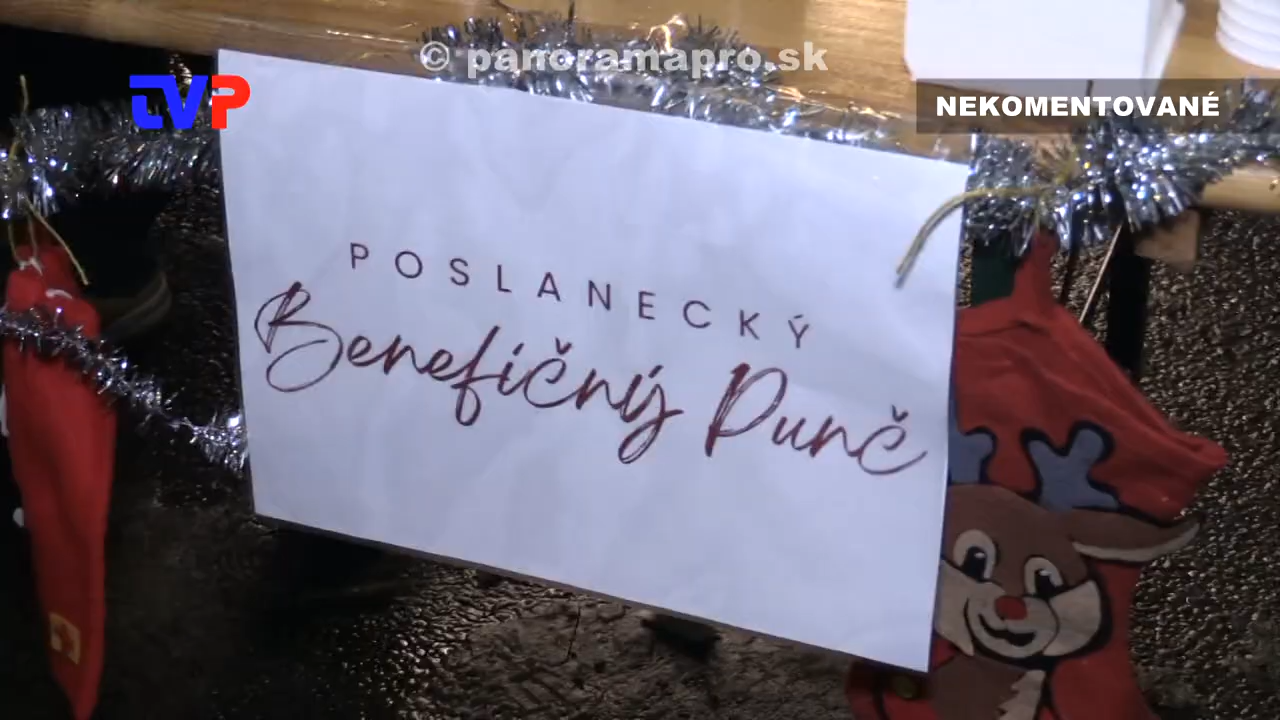 © panoramapro.sk
TVP
NEKOMENTOVANÉ
POSLANECKÝ
Benefičný Punč